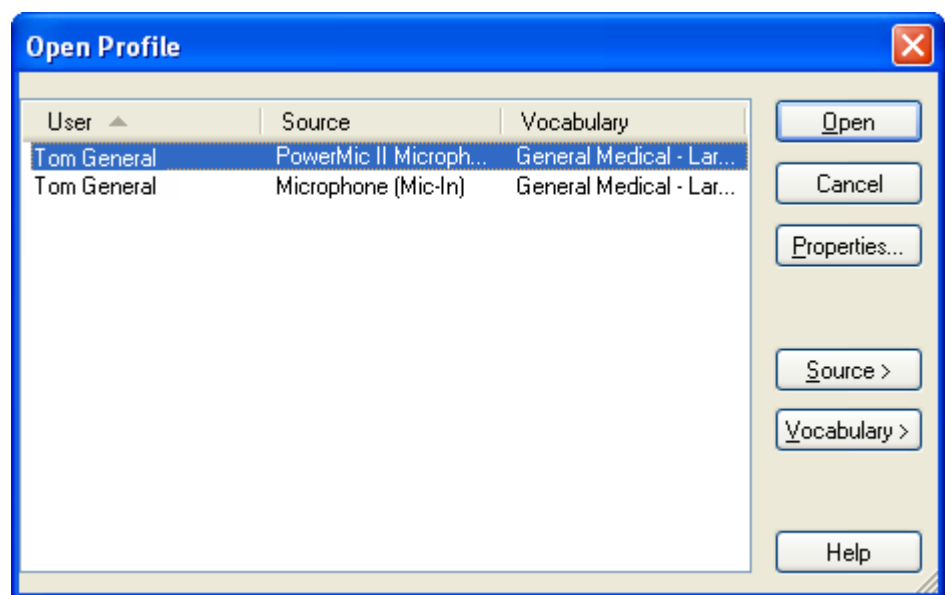 Open Profile
User Source Vocabulary
Tom General PowerMic II Microph... General Medical - Lar...
Tom General Microphone (Mic-In) General Medical - Lar...
Open
Cancel
Properties...
Source >
Vocabulary >
Help